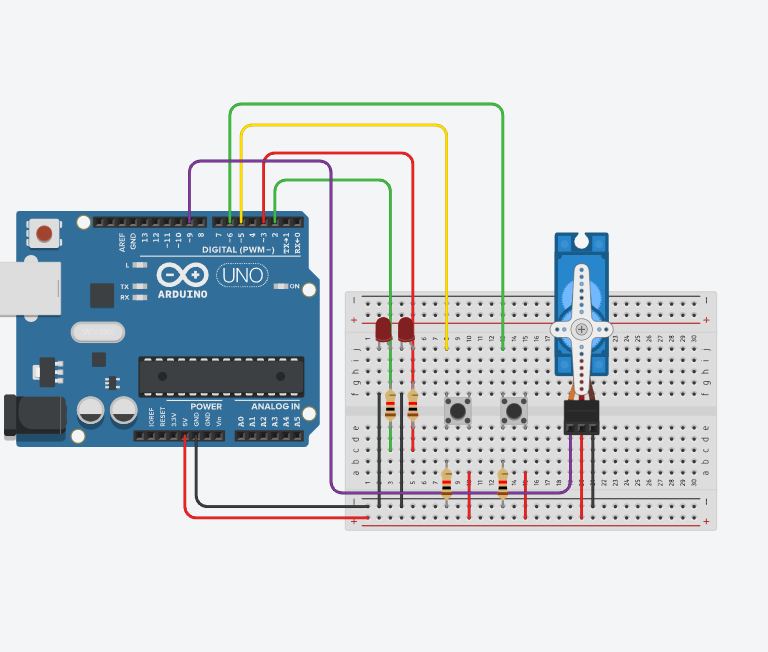 AREF
GND
13
12
~11
~10
~9
8
7
~6
~5
4
~3
2
TX→1
RX←0
DIGITAL (PWM~)
L
TX
RX
ARDUINO
UNO
ON
POWER
ANALOG IN
IOREF
RESET
3.3V
5V
GND
GND
Vin
A0
A1
A2
A3
A4
A5